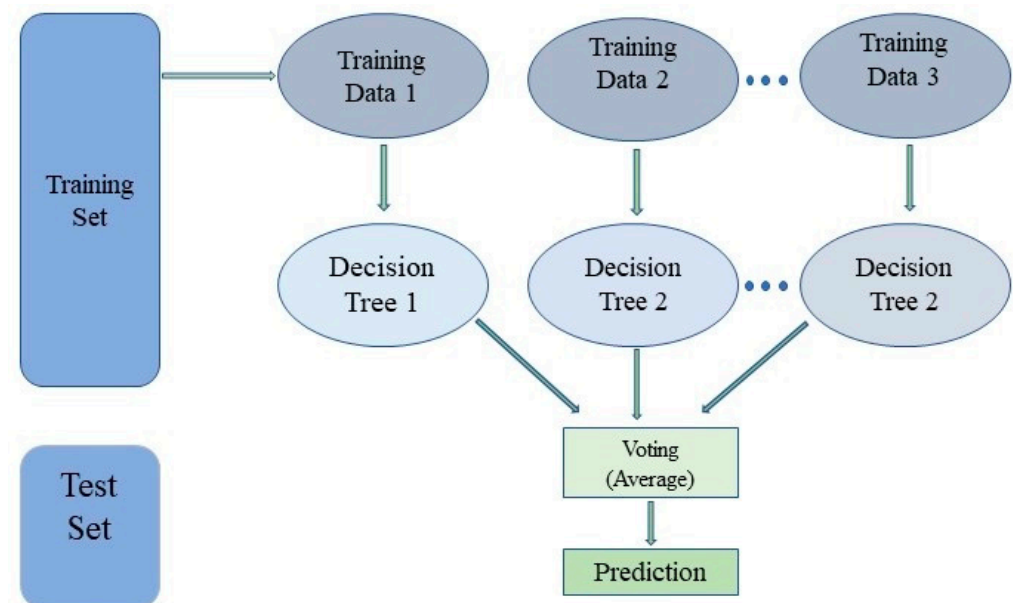 Training
Set
Training
Data 1
Training
Data 2
Training
Data 3
Decision
Tree 1
Decision
Tree 2
Decision
Tree 2
Voting
(Average)
Test
Set
Prediction